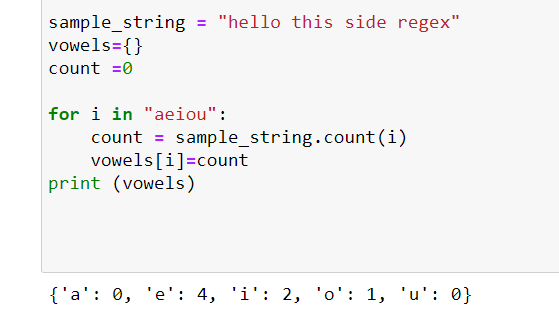 sample_string = "hello this side regex"
vowels={}
count =0
for i in "aeiou":
    count = sample_string.count(i)
    vowels[i]=count
print (vowels)
{'a': 0, 'e': 4, 'i': 2, 'o': 1, 'u': 0}